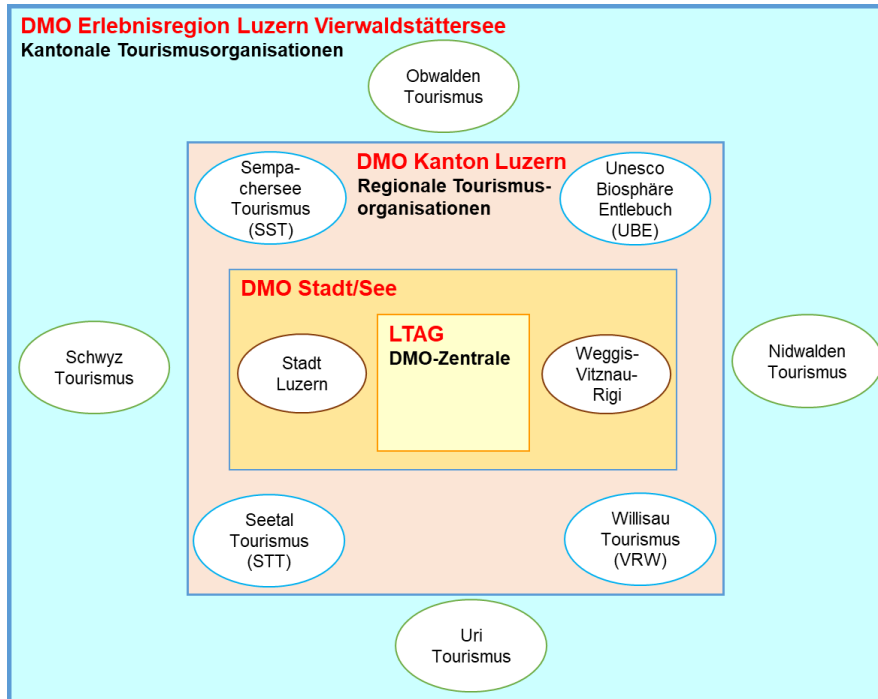 DMO Erlebnisregion Luzern Vierwaldstättersee
Kantonale Tourismusorganisationen
Obwalden
Tourismus
DMO Kanton Luzern
Regionale Tourismus-
organisationen
Sempa-
chersee
Tourismus
(SST)
Unesco
Biosphäre
Entlebuch
(UBE)
DMO Stadt/See
LTAG
DMO-Zentrale
Schwyz
Tourismus
Stadt
Luzern
Weggis-
Vitznau-
Rigi
Nidwalden
Tourismus
Seetal
Tourismus
(STT)
Willisau
Tourismus
(VRW)
Uri
Tourismus